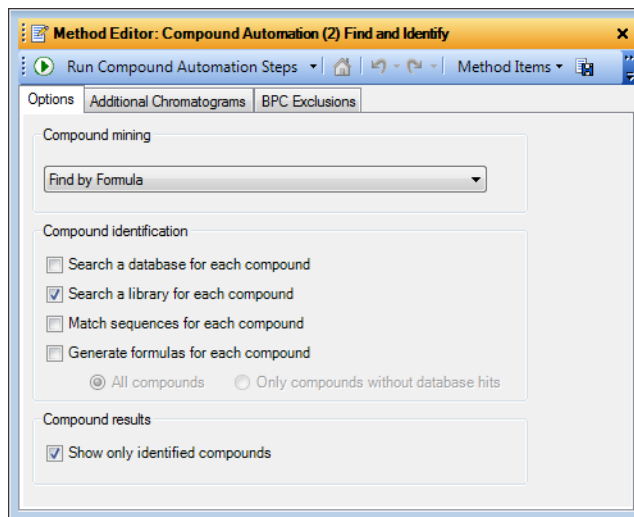 Method Editor: Compound Automation (2) Find and Identify
Run Compound Automation Steps Method Items
Options Additional Chromatograms BPC Exclusions
Compound mining
Find by Formula
Compound identification
Search a database for each compound
Search a library for each compound
Match sequences for each compound
Generate formulas for each compound
All compounds Only compounds without database hits
Compound results
Show only identified compounds